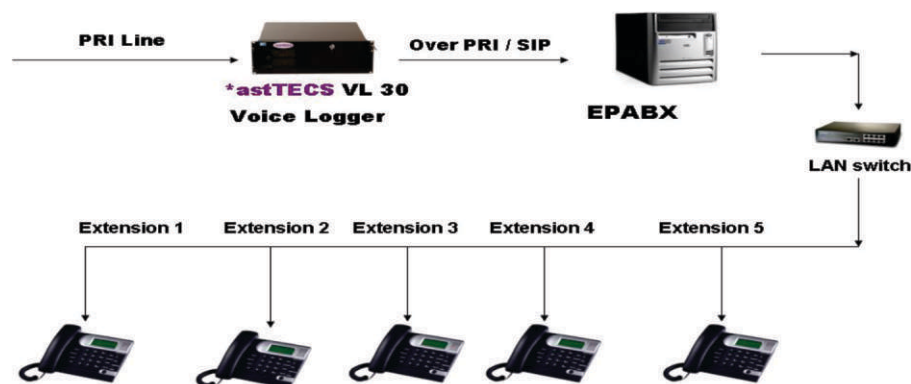 PRI Line
Over PRI / SIP
*astTECS VL 30
Voice Logger
EPABX
LAN switch
Extension 1
Extension 2
Extension 3
Extension 4
Extension 5